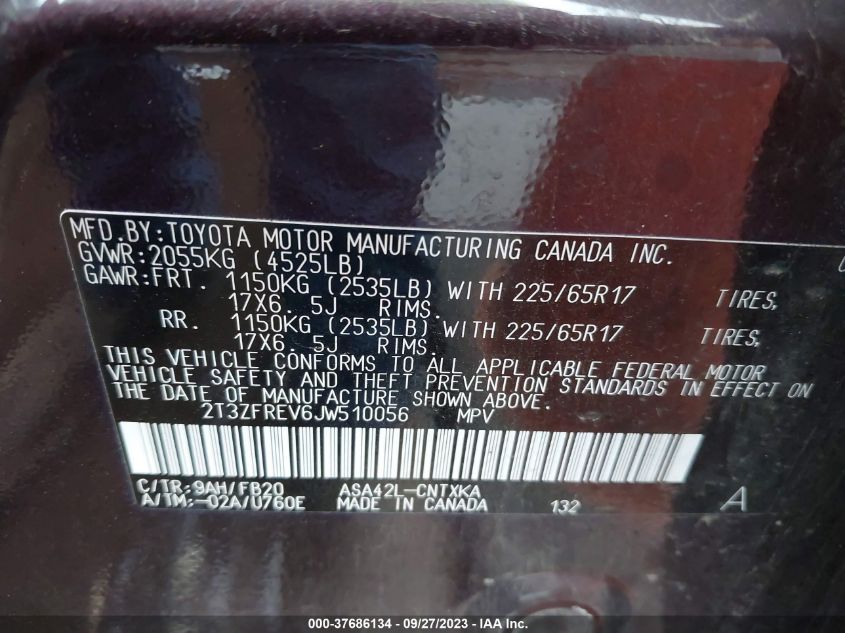 MFD.BY:TOYOTA MOTOR MANUFACTURING CANADA INC.
GVWR:2055KG (4525LB)
GAWR:FRT. 1150KG (2535LB) WITH 225/65R17 TIRES,
17X6. 5J RIMS.
RR. 1150KG (2535LB) WITH 225/65R17 TIRES,
17X6. 5J RIMS.
THIS VEHICLE CONFORMS TO ALL APPLICABLE FEDERAL MOTOR
VEHICLE SAFETY AND THEFT PREVENTION STANDARDS IN EFFECT ON
THE DATE OF MANUFACTURE SHOWN ABOVE.
2T3ZFREV6JW510056 MPV
C/TR:9AH/FB20 ASA42L-CNTXKA
A/TM:-02A/U760E MADE IN CANADA 132 A
000-37686134 - 09/27/2023 - IAA Inc.